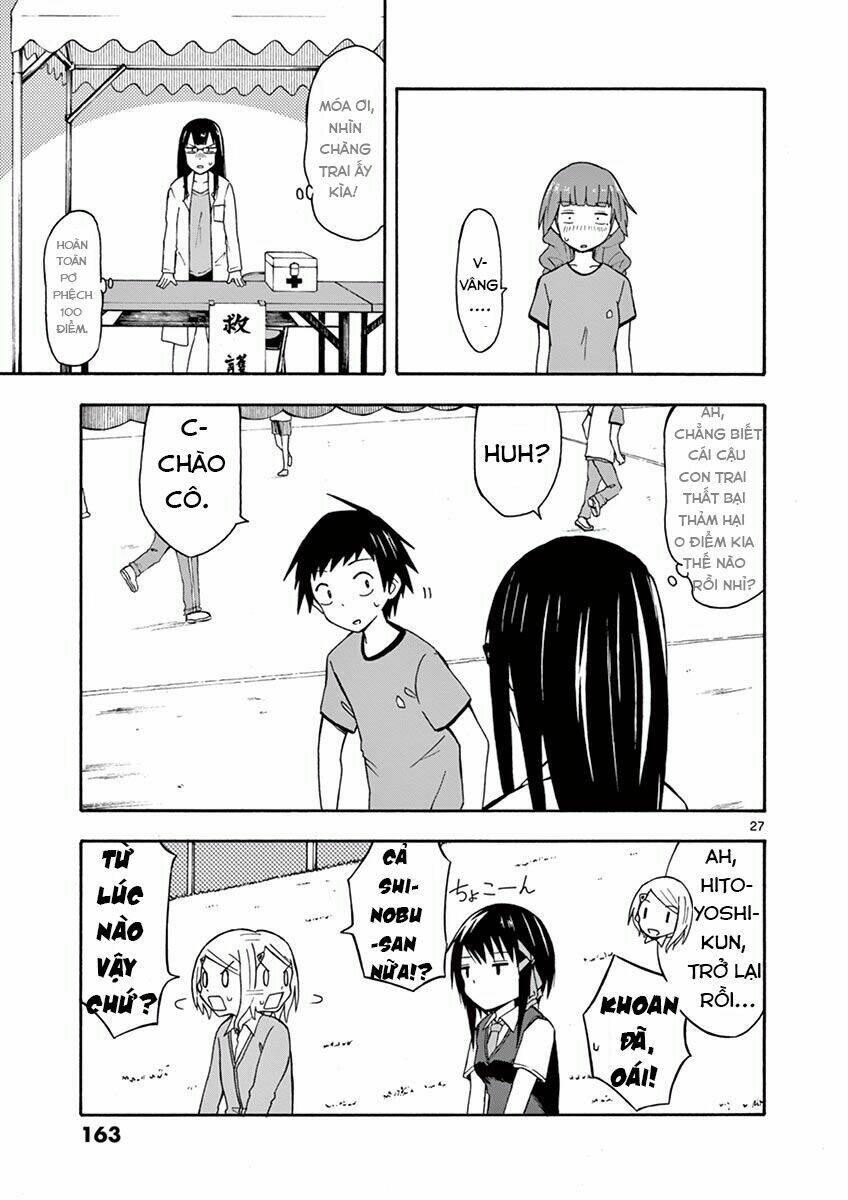 V-
VÂNG
....
MÓA ƠI,
NHÌN
CHÀNG
TRAI ẤY
KÌA!
HOÀN
TOÀN
PƠ
PHẾCH
100
ĐIỂM.
救
護
AH,
CHẲNG BIẾT
CÁI CẬU
CON TRAI
THẤT BẠI
THẢM HẠI
0 ĐIỂM KIA
THẾ NÀO
RỒI NHỈ?
HUH?
C-
CHÀO
CÔ.
27
AH,
HITO-
YOSHI-
KUN,
TRỞ LẠI
RỒI...
KHOAN
ĐÃ,
OÁI!
ちょこーん
CẢ
SHI-
NOBU
-SAN
NỮA!?
TỪ
LÚC
NÀO
VẬY
CHỨ?
163